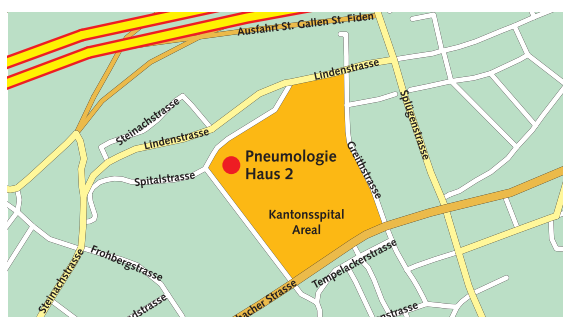 Ausfahrt St. Gallen St. Fiden
Lindenstrasse
Steinachstrasse
Splügenstrasse
Lindenstrasse
Pneumologie
Haus 2
Greithstrasse
Spitalstrasse
Kantonsspital
Areal
Frohbergstrasse
Tempelackerstrasse
Steinachstrasse
bacher Strasse